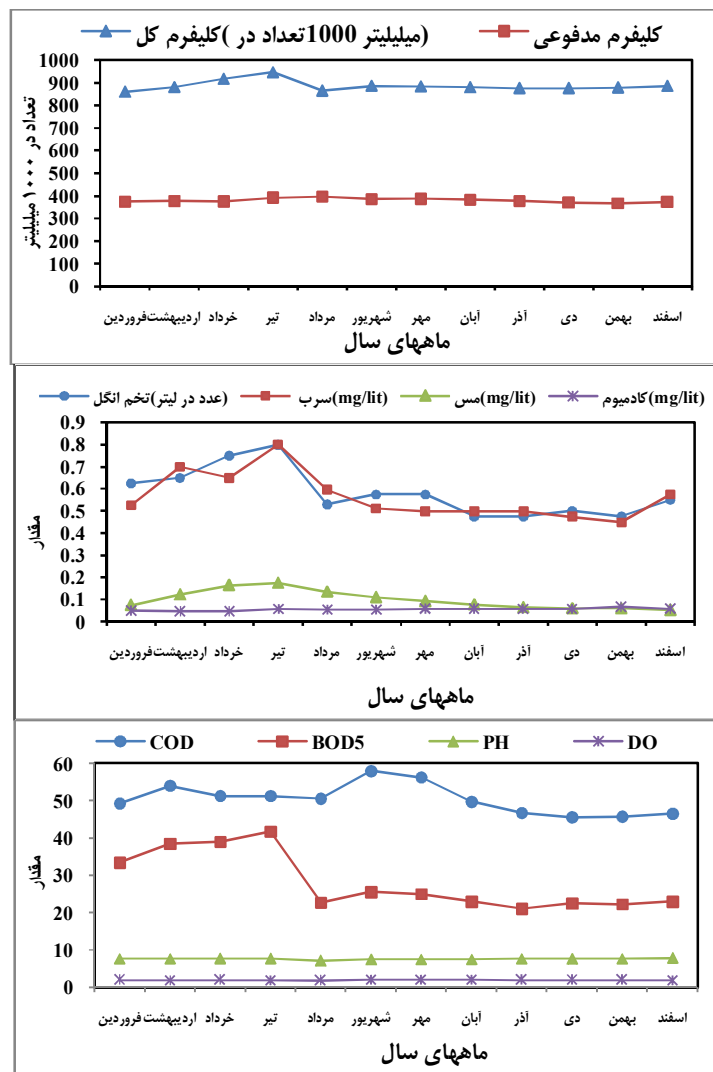 کلیفرم کل( تعداد در 1000 میلیلیتر) کلیفرم مدفوعی
1000
900
800
700
600
500
400
300
200
100
0
تعداد در ۱۰۰۰ میلیلیتر
فروردین اردیبهشت خرداد تیر مرداد شهریور مهر آبان آذر دی بهمن اسفند
ماههای سال
تخم انگل(عدد در لیتر) سرب(mg/lit) مس(mg/lit) کادمیوم(mg/lit)
0.9
0.8
0.7
0.6
0.5
0.4
0.3
0.2
0.1
0
مقدار
فروردین اردیبهشت خرداد تیر مرداد شهریور مهر آبان آذر دی بهمن اسفند
ماههای سال
COD BOD5 PH DO
60
50
40
30
20
10
0
مقدار
فروردین اردیبهشت خرداد تیر مرداد شهریور مهر آبان آذر دی بهمن اسفند
ماههای سال